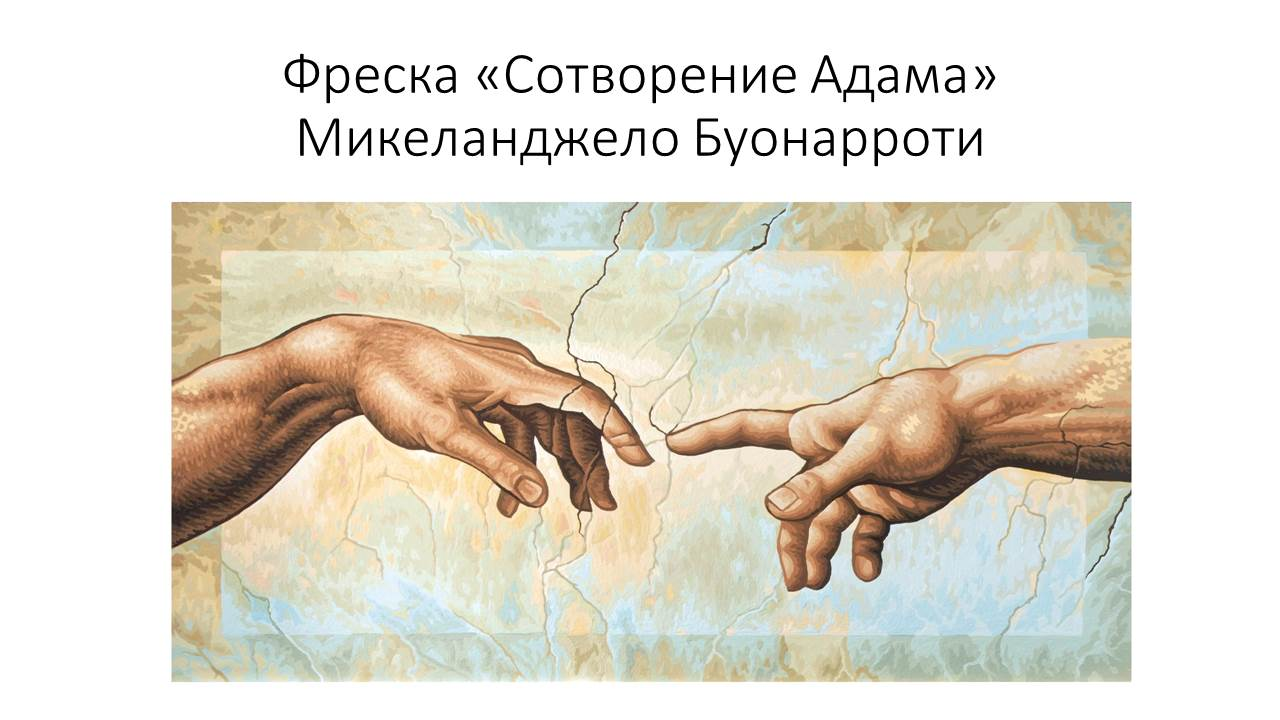 Фреска «Сотворение Адама»
Микеланджело Буонарроти